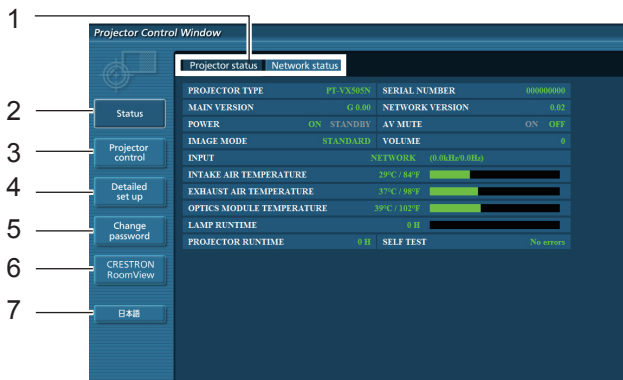 1
Projector Control Window
Projector status Network status
PROJECTOR TYPE PT-VX505N SERIAL NUMBER 000000000
2 Status MAIN VERSION G 0.00 NETWORK VERSION 0.02
POWER ON STANDBY AV MUTE ON OFF
3 Projector control IMAGE MODE STANDARD VOLUME 0
INPUT NETWORK (0.0kHz/0.0Hz)
INTAKE AIR TEMPERATURE 29°C / 84°F
4 Detailed set up EXHAUST AIR TEMPERATURE 37°C / 98°F
OPTICS MODULE TEMPERATURE 39°C / 102°F
5 Change password LAMP RUNTIME 0 H
PROJECTOR RUNTIME 0 H SELF TEST No errors
6 CRESTRON RoomView
7 日本語